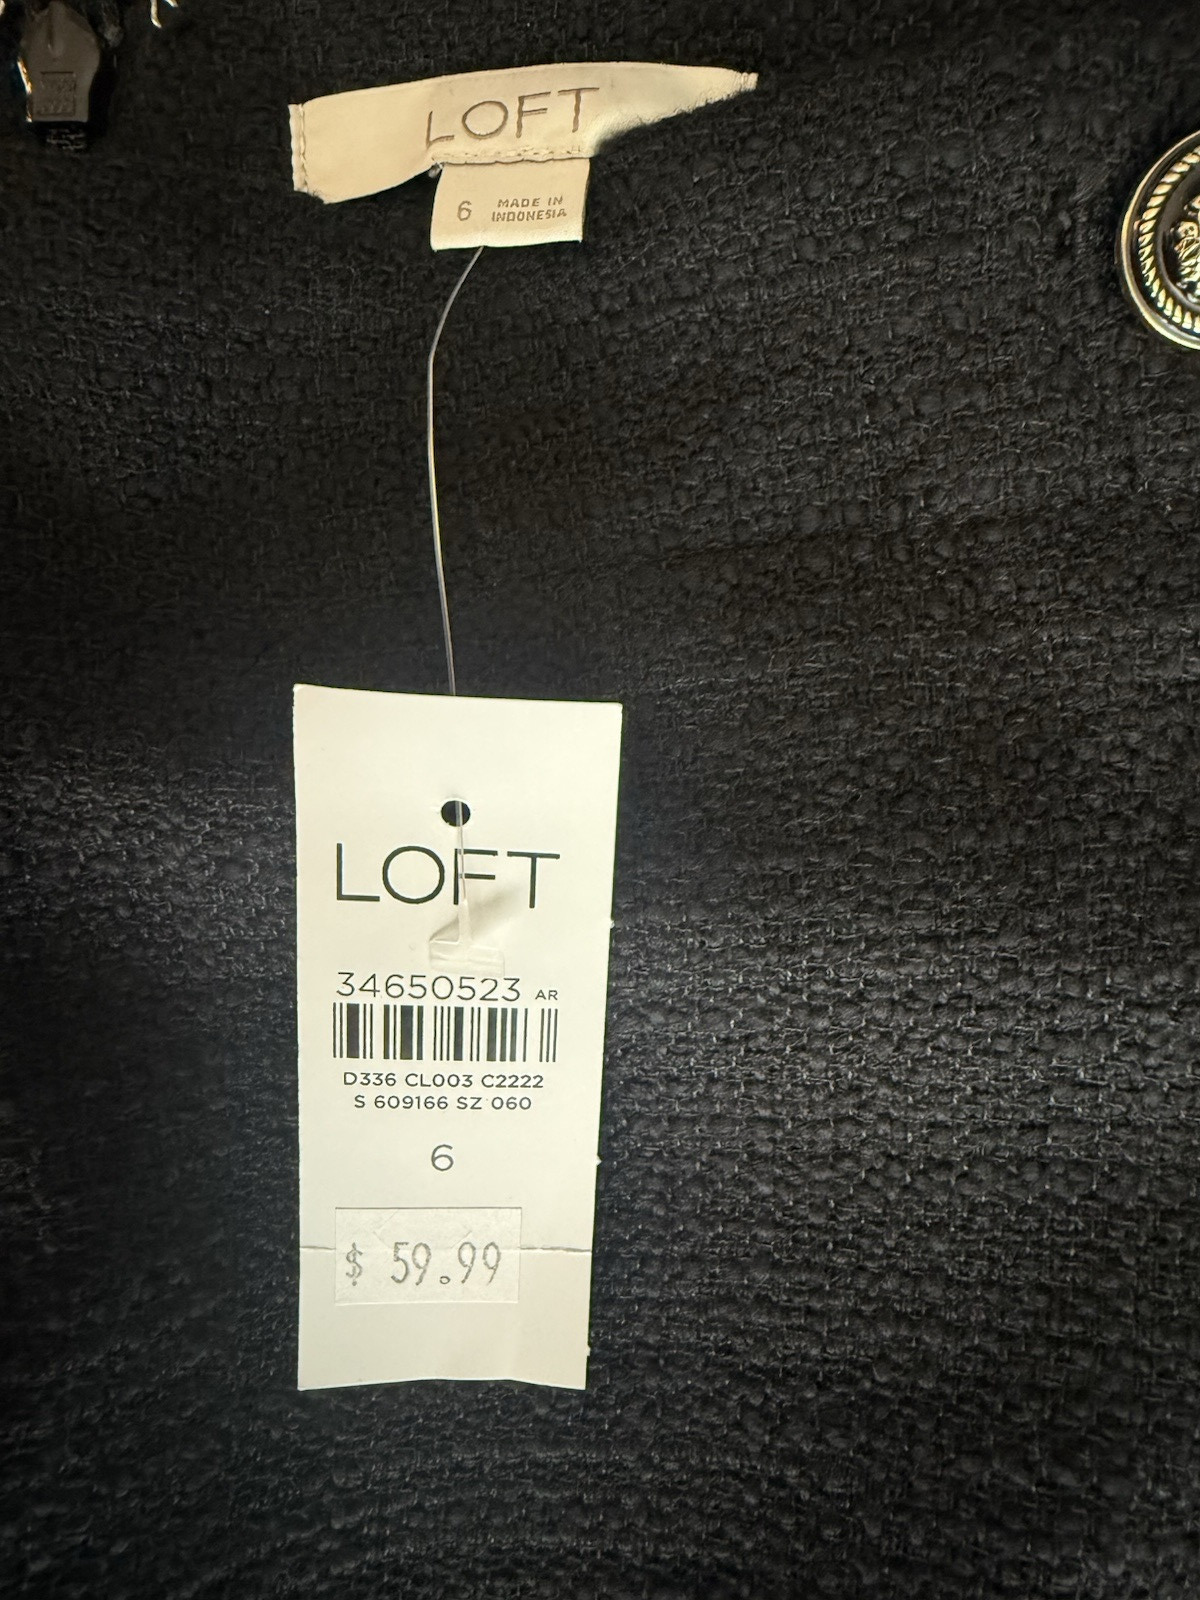 LOFT
6 MADE IN
INDONESIA
LOFT
34650523 AR
D336 CL003 C2222
S 609166 SZ 060
6
$ 59.99